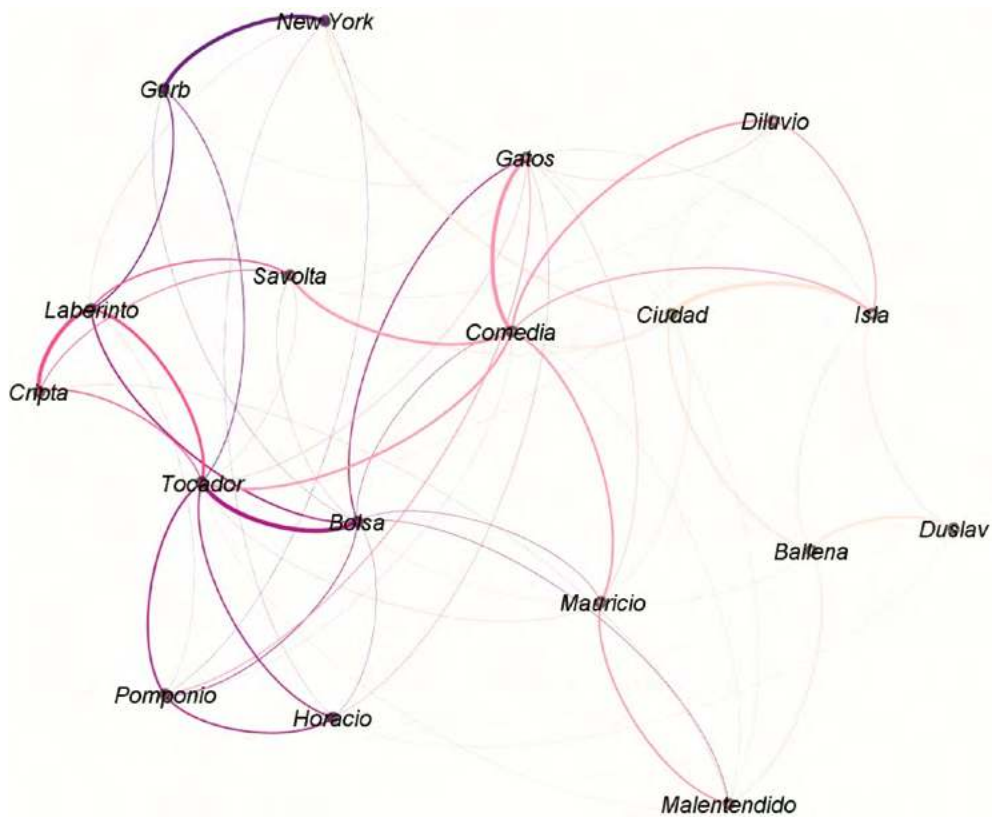 New York
Gurb
Diluvio
Gatos
Savolta
Laberinto
Ciudad
Isla
Comedia
Cripta
Tocador
Bolsa
Duslav
Ballena
Mauricio
Pomponio
Horacio
Malentendido